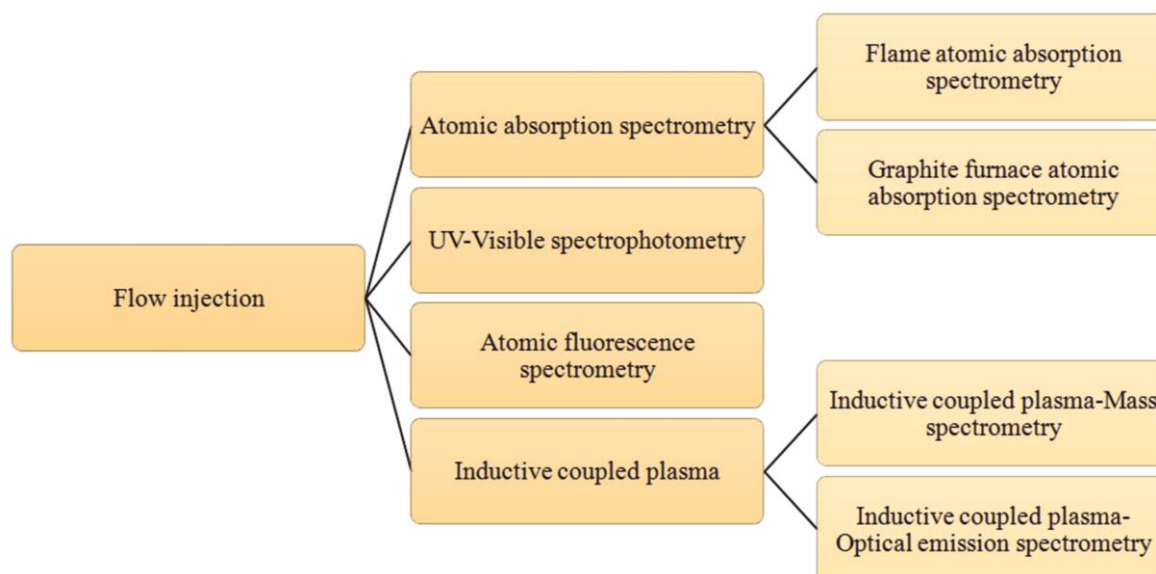 Flow injection
Atomic absorption spectrometry
Flame atomic absorption
spectrometry
Graphite furnace atomic
absorption spectrometry
UV-Visible spectrophotometry
Atomic fluorescence
spectrometry
Inductive coupled plasma
Inductive coupled plasma-Mass
spectrometry
Inductive coupled plasma-
Optical emission spectrometry